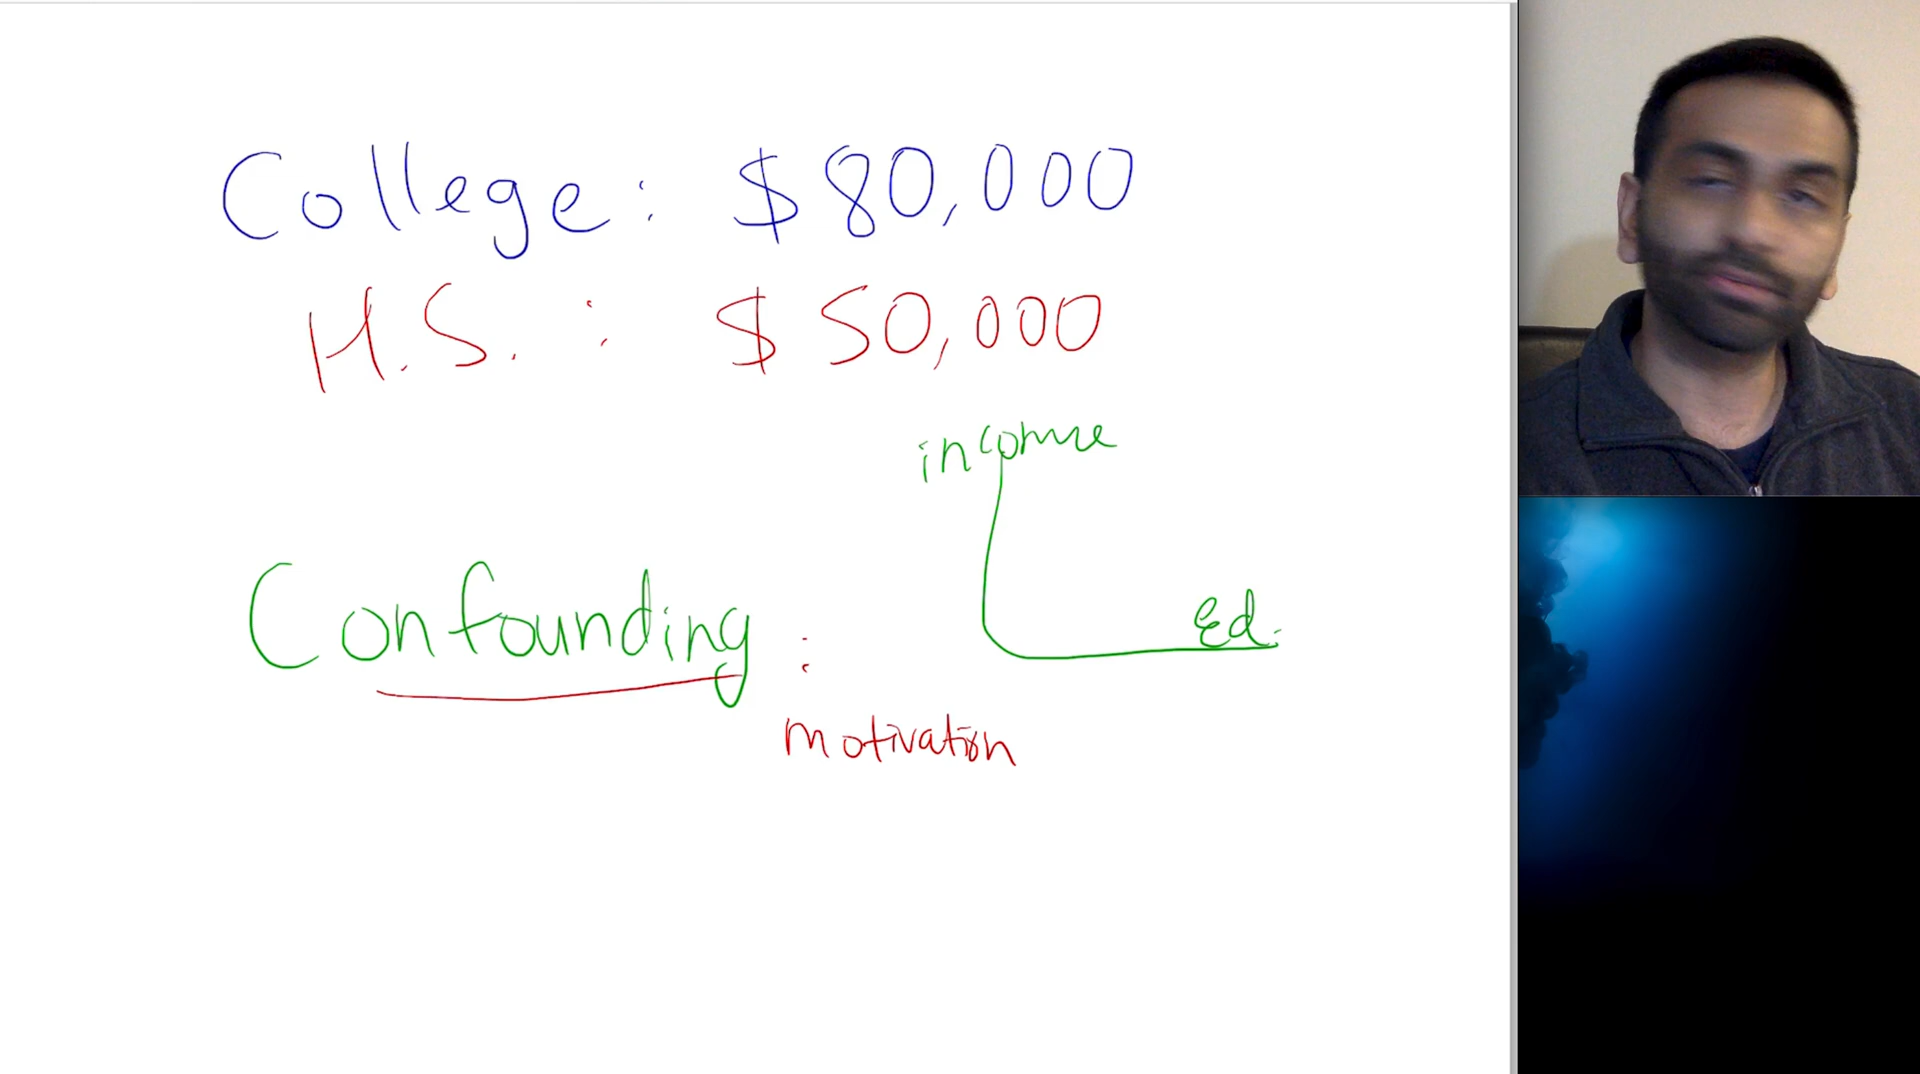 College: $80,000
H.S. : $50,000
income
Ed.
Confounding :
motivation